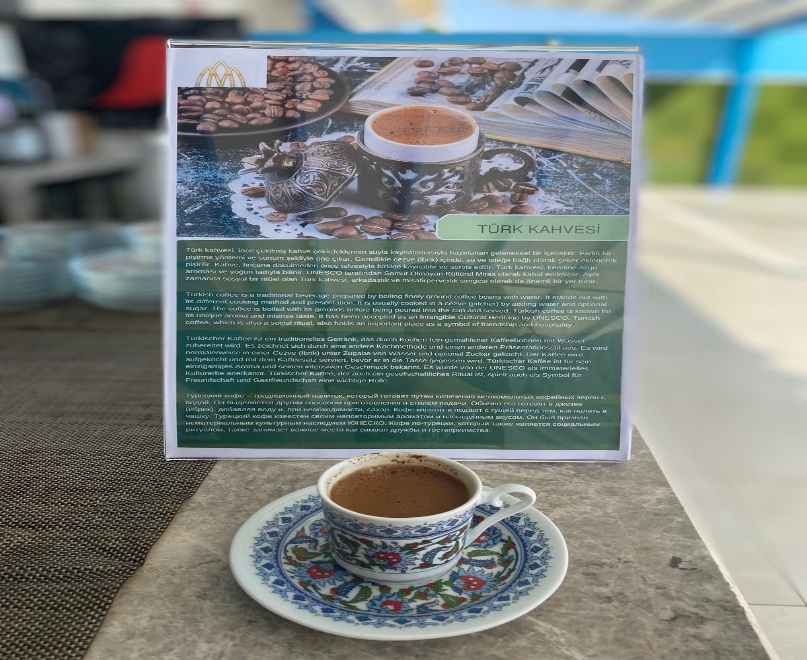 TÜRK KAHVESİ
Türk kahvesi, ince çekilmiş kahve çekirdeklerinin suyla kaynatılmasıyla hazırlanan geleneksel bir içecektir. Farklı bir
pişirme yöntemi ve sunum şekliyle öne çıkar. Genellikle cezve (ibrik) içinde, su ve isteğe bağlı olarak şeker eklenerek
pişirilir. Kahve, fincana dökülmeden önce telvesiyle birlikte kaynatılır ve servis edilir. Türk kahvesi, kendine özgü
aroması ve yoğun tadıyla bilinir. UNESCO tarafından Somut Olmayan Kültürel Miras olarak kabul edilmiştir. Aynı
zamanda sosyal bir ritüel olan Türk kahvesi, arkadaşlık ve misafirperverlik simgesi olarak da önemli bir yer tutar.
Turkish coffee is a traditional beverage prepared by boiling finely ground coffee beans with water. It stands out with
its different cooking method and presentation. It is usually cooked in a cezve (pitcher) by adding water and optional
sugar. The coffee is boiled with its grounds before being poured into the cup and served. Turkish coffee is known for
its unique aroma and intense taste. It has been accepted as an Intangible Cultural Heritage by UNESCO. Turkish
coffee, which is also a social ritual, also holds an important place as a symbol of friendship and hospitality.
Türkischer Kaffee ist ein traditionelles Getränk, das durch Kochen fein gemahlener Kaffeebohnen mit Wasser
zubereitet wird. Es zeichnet sich durch eine andere Kochmethode und einen anderen Präsentationsstil aus. Es wird
normalerweise in einer Cezve (Ibrik) unter Zugabe von Wasser und optional Zucker gekocht. Der Kaffee wird
aufgekocht und mit dem Kaffeesatz serviert, bevor er in die Tasse gegossen wird. Türkischer Kaffee ist für sein
einzigartiges Aroma und seinen intensiven Geschmack bekannt. Es wurde von der UNESCO als immaterielles
Kulturerbe anerkannt. Türkischer Kaffee, der auch ein gesellschaftliches Ritual ist, spielt auch als Symbol für
Freundschaft und Gastfreundschaft eine wichtige Rolle.
Турецкий кофе – традиционный напиток, который готовят путем кипячения мелкомолотых кофейных зерен с
водой. Он выделяется другим способом приготовления и стилем подачи. Обычно его готовят в джезве
(ибрик), добавляя воду и, при необходимости, сахар. Кофе кипятят и подают с гущей перед тем, как налить в
чашку. Турецкий кофе известен своим неповторимым ароматом и насыщенным вкусом. Он был признан
нематериальным культурным наследием ЮНЕСКО. Кофе по-турецки, который также является социальным
ритуалом, также занимает важное место как символ дружбы и гостеприимства.